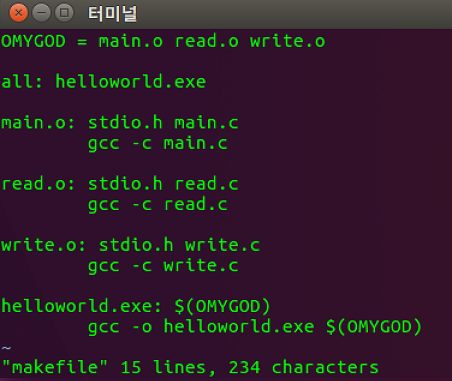 터미널
OMYGOD = main.o read.o write.o
all: helloworld.exe
main.o: stdio.h main.c
gcc -c main.c
read.o: stdio.h read.c
gcc -c read.c
write.o: stdio.h write.c
gcc -c write.c
helloworld.exe: $(OMYGOD)
gcc -o helloworld.exe $(OMYGOD)
~
"makefile" 15 lines, 234 characters